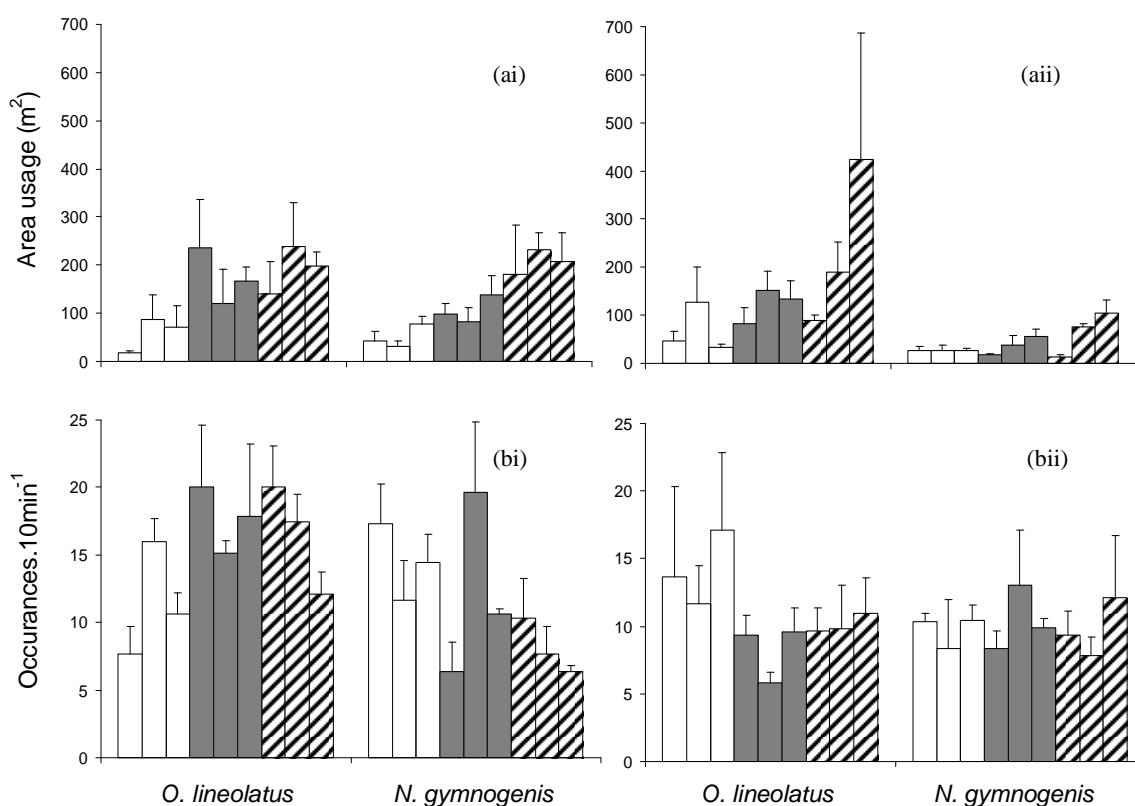 700
600
500
400
300
200
100
0
Area usage (m²)
(ai)
700
600
500
400
300
200
100
0
(aii)
25
20
15
10
5
0
Occurances.10min⁻¹
(bi)
O. lineolatus
N. gymnogenis
25
20
15
10
5
0
(bii)
O. lineolatus
N. gymnogenis